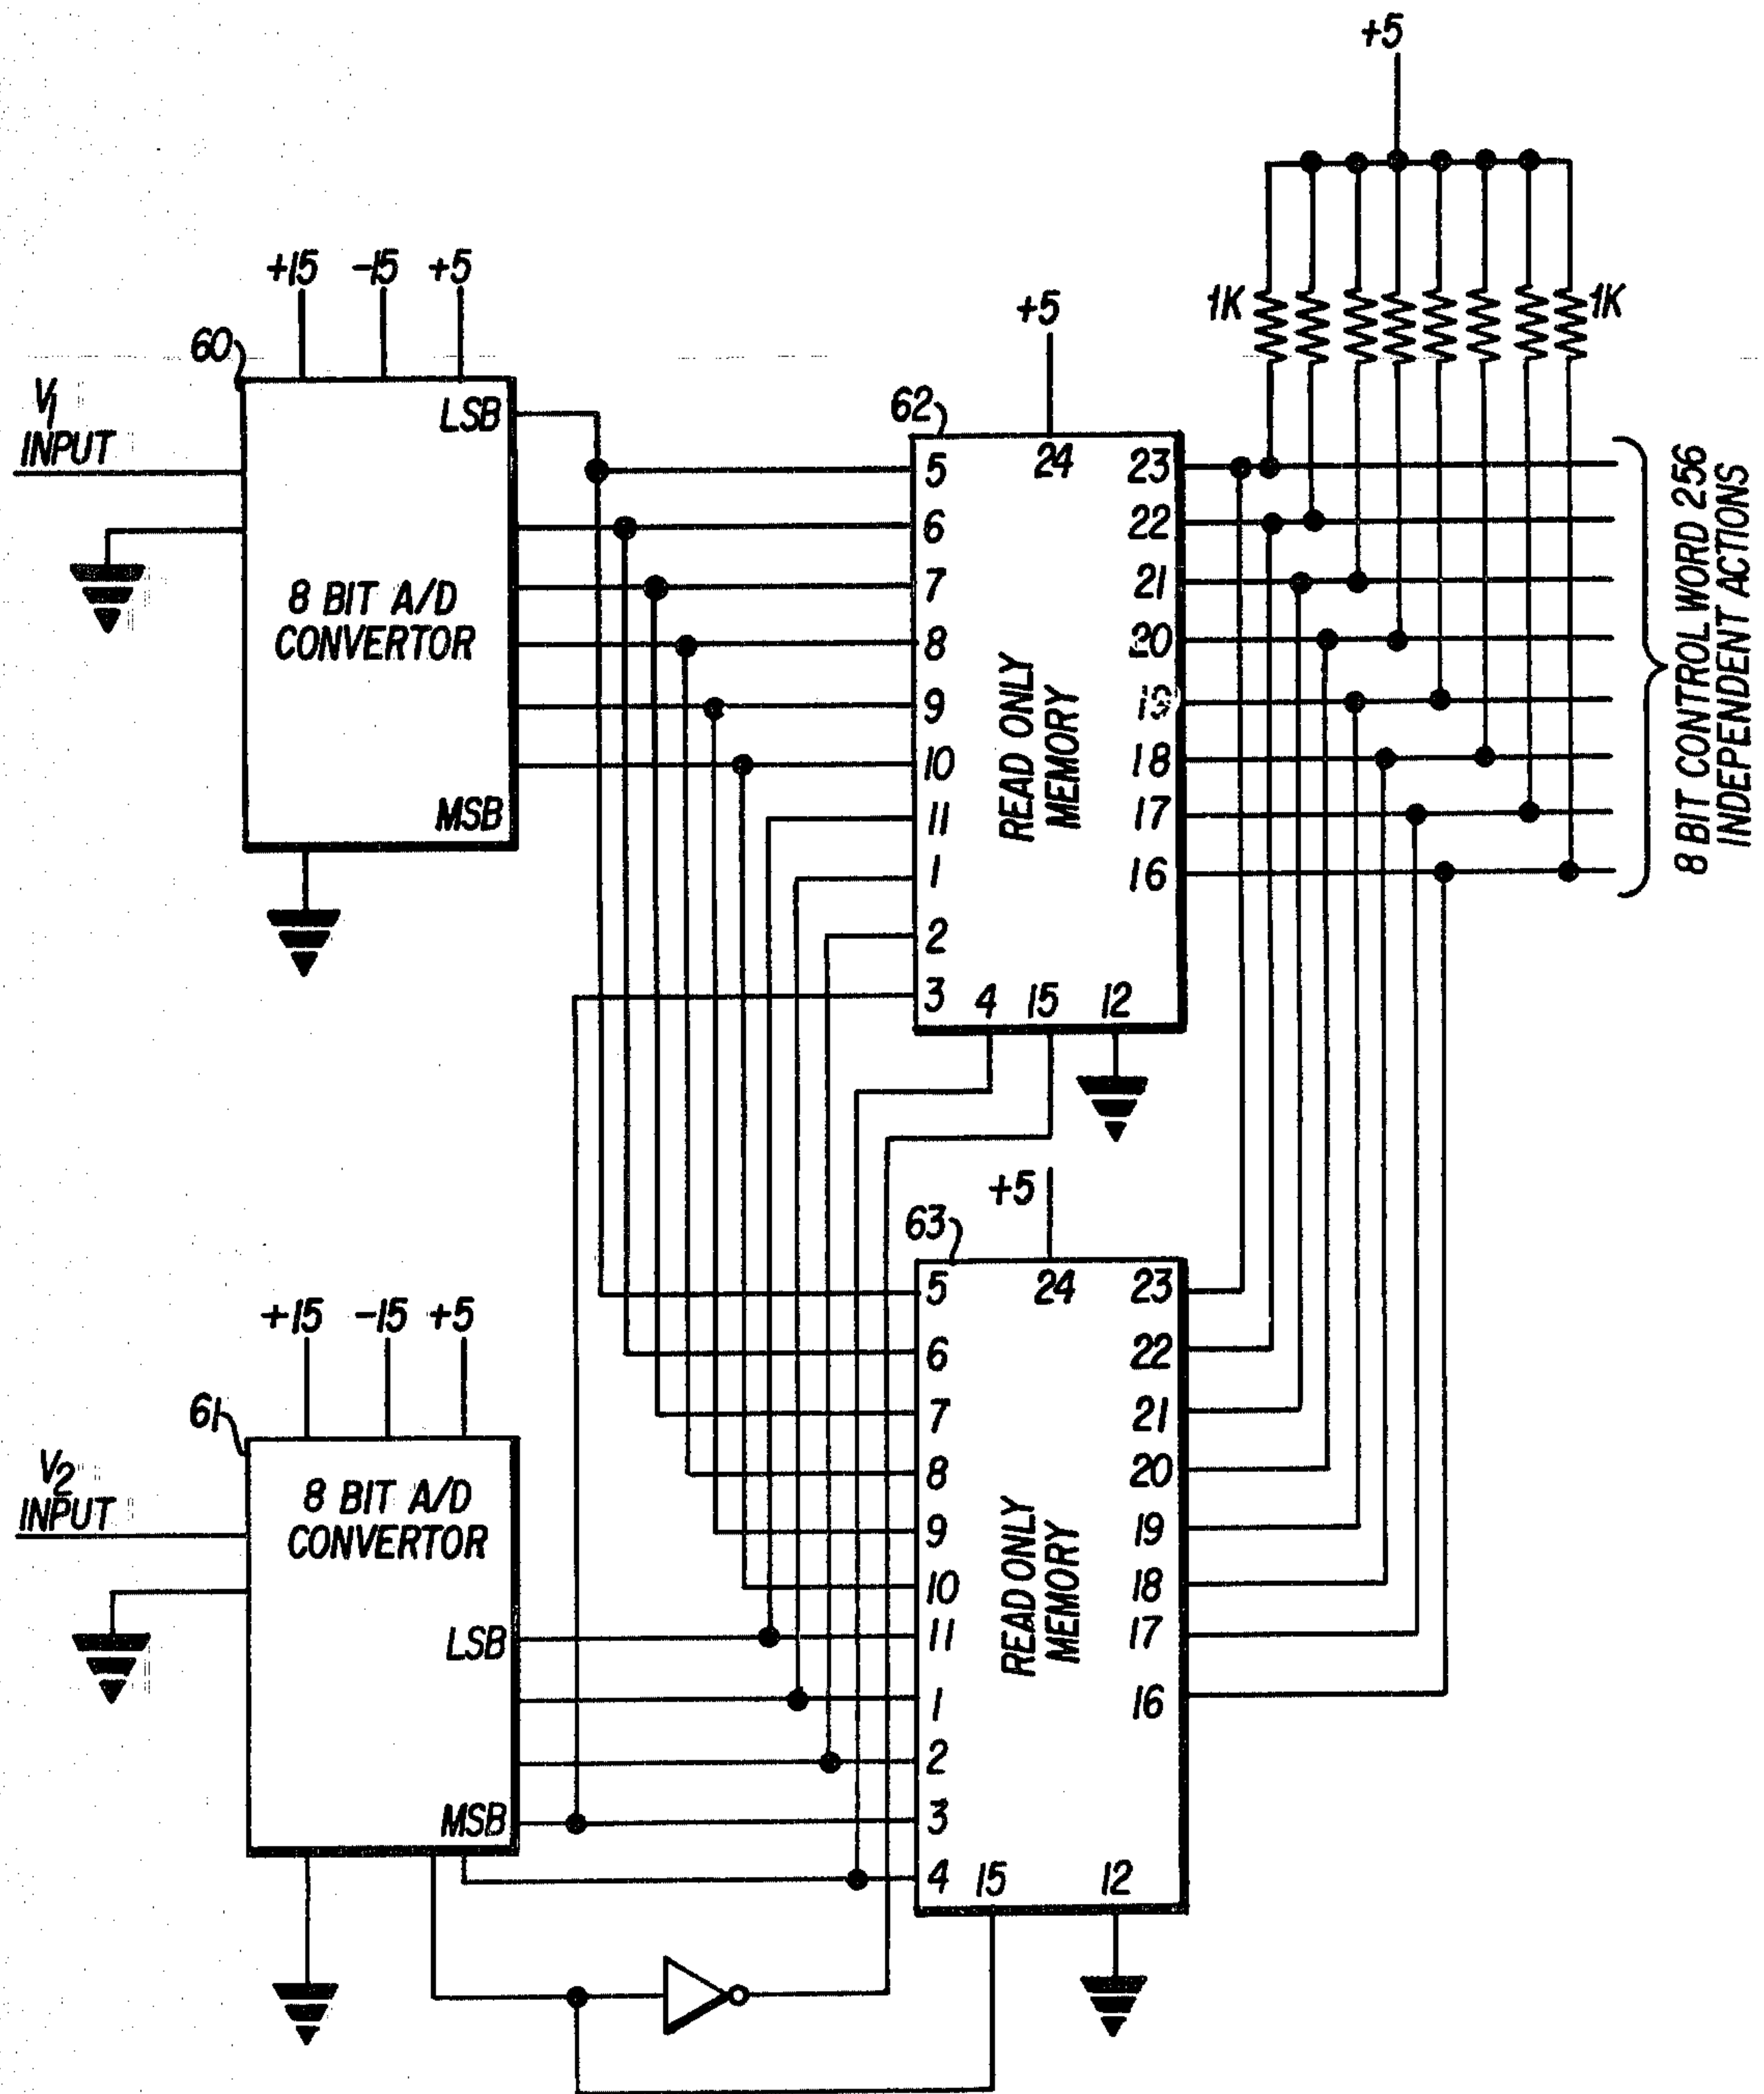 +5
+15 -15 +5
1K 1K
+5
60
V1
INPUT
LSB
8 BIT A/D
CONVERTOR
MSB
62
24
5
6
7
8
9
10
11
1
2
3
4 15 12
READ ONLY
MEMORY
23
22
21
20
19
18
17
16
8 BIT CONTROL WORD 256
INDEPENDENT ACTIONS
+5
63
24
5
6
7
8
9
10
11
1
2
3
4
15 12
READ ONLY
MEMORY
23
22
21
20
19
18
17
16
+15 -15 +5
61
V2
INPUT
8 BIT A/D
CONVERTOR
LSB
MSB